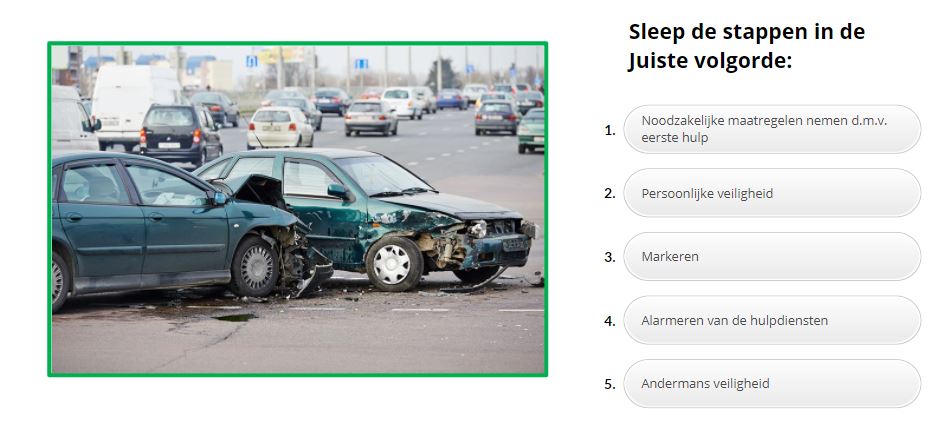 Sleep de stappen in de
Juiste volgorde:
1. Noodzakelijke maatregelen nemen d.m.v.
eerste hulp
2. Persoonlijke veiligheid
3. Markeren
4. Alarmeren van de hulpdiensten
5. Andermans veiligheid